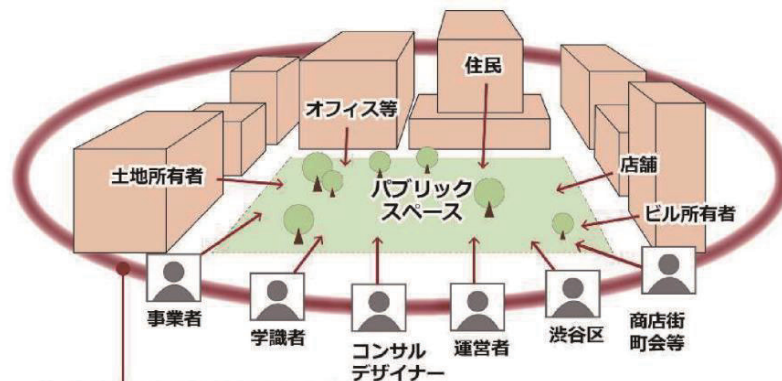 住民
オフィス等
土地所有者
店舗
パブリック
スペース
ビル所有者
事業者
学識者
コンサル
デザイナー
運営者
渋谷区
商店街
町会等